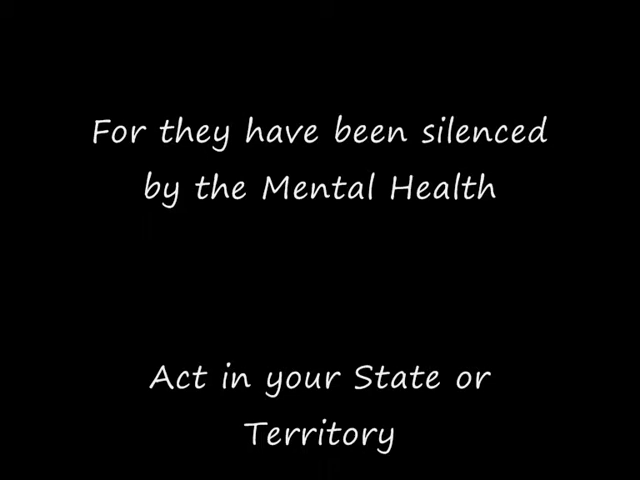 For they have been silenced
by the Mental Health
Act in your State or
Territory